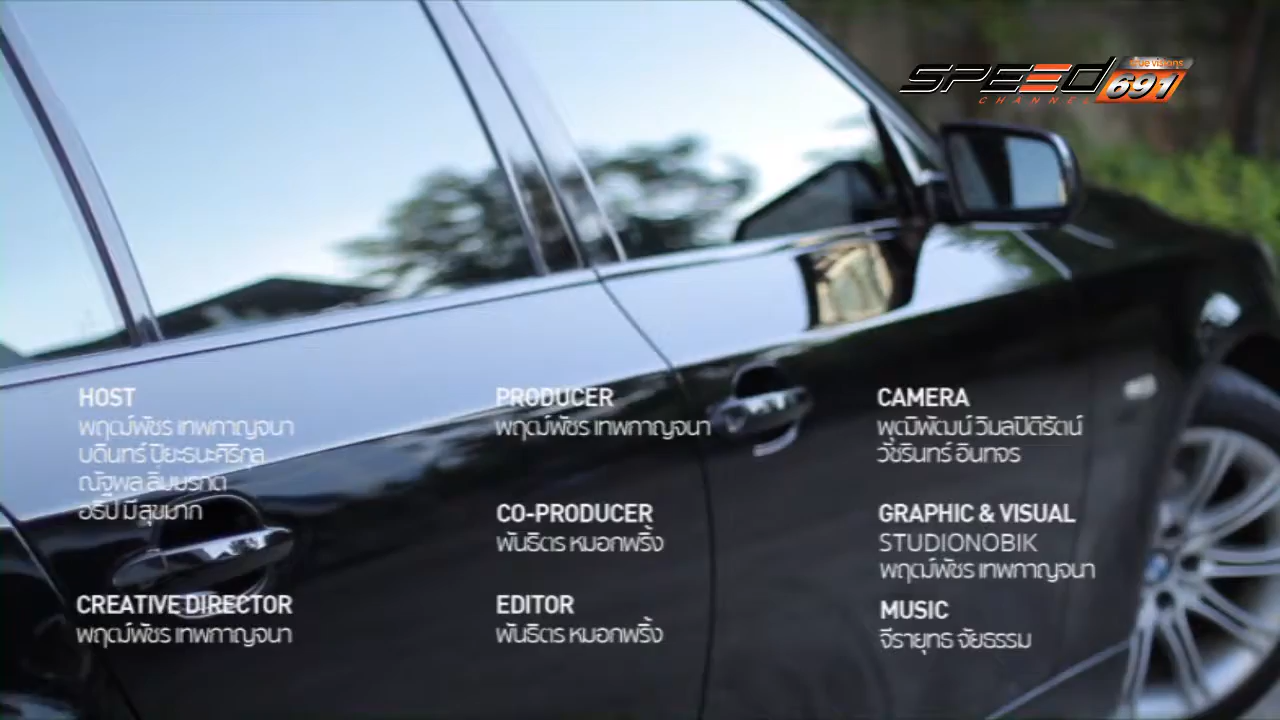 SPEED
true visions
CHANNEL
691
HOST
พฤฒิ์พัชร เทพกาญจนา
บดินทร์ ปิยะธนะศิริกุล
ณัฐพล ลิ้มมรกต
อธิป มีสุขมาก
CREATIVE DIRECTOR
พฤฒิ์พัชร เทพกาญจนา
PRODUCER
พฤฒิ์พัชร เทพกาญจนา
CO-PRODUCER
พันธิตร หมอกพริ้ง
EDITOR
พันธิตร หมอกพริ้ง
CAMERA
พุฒิพัฒน์ วิมลปิติรัตน์
วัชรินทร์ อินทจร
GRAPHIC & VISUAL
STUDIONOBIK
พฤฒิ์พัชร เทพกาญจนา
MUSIC
จีรายุทธ จัยธรรม